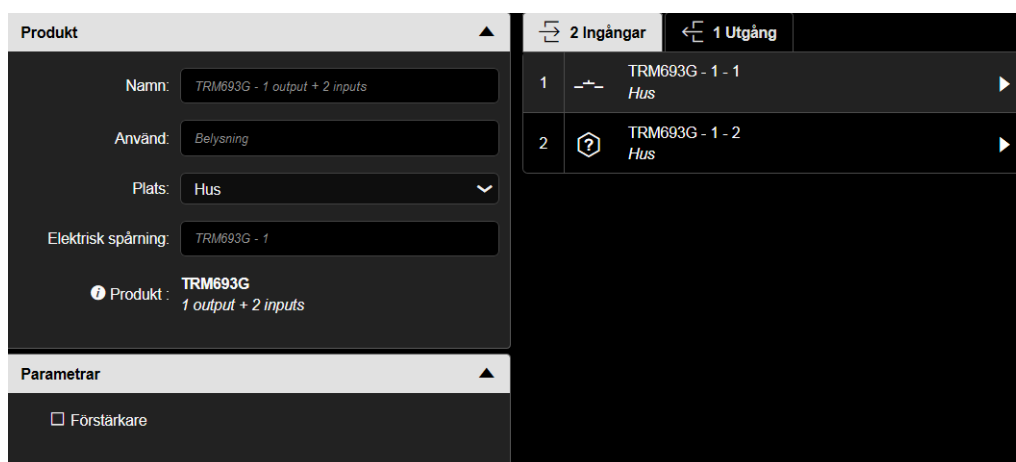 Produkt
Namn: TRM693G - 1 output + 2 inputs
Använd: Belysning
Plats: Hus
Elektrisk spårning: TRM693G - 1
Produkt : TRM693G
1 output + 2 inputs
Parametrar
Förstärkare
2 Ingångar 1 Utgång
1 TRM693G - 1 - 1
Hus
2 TRM693G - 1 - 2
Hus